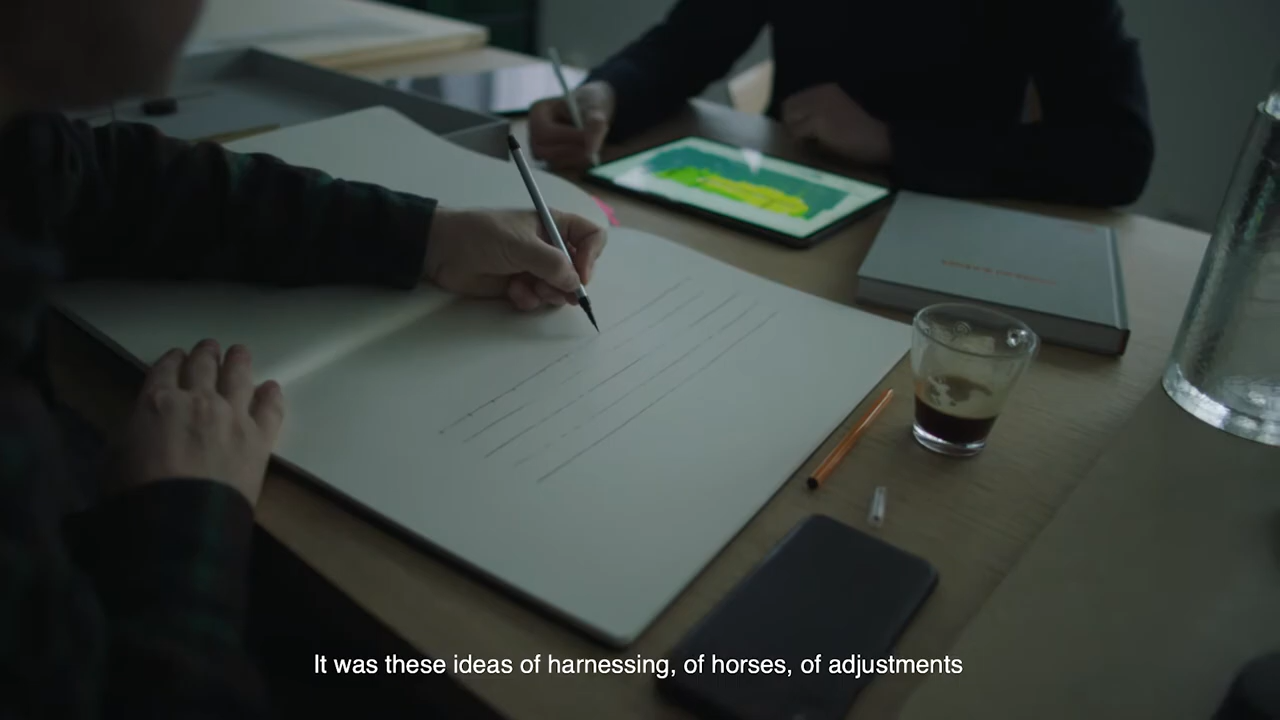 It was these ideas of harnessing, of horses, of adjustments